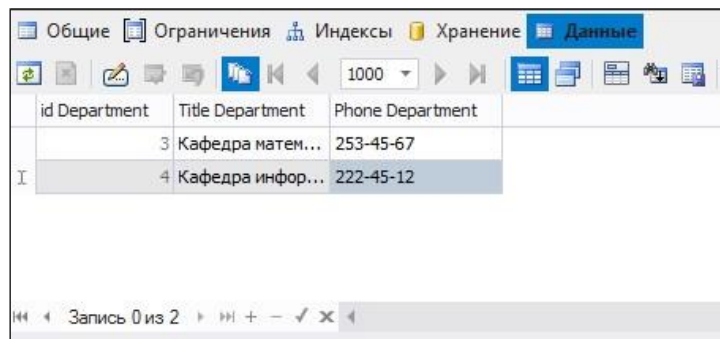 Общие Ограничения Индексы Хранение Данные
1000
id Department Title Department Phone Department
3 Кафедра матем... 253-45-67
4 Кафедра инфор... 222-45-12
Запись 0 из 2